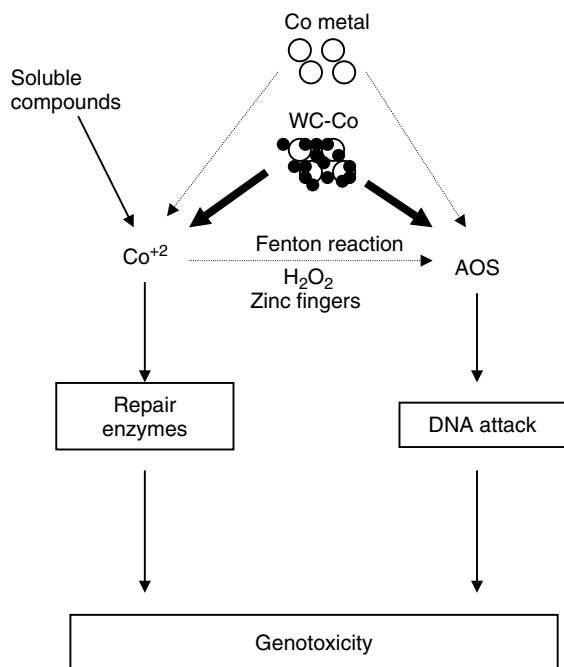 Co metal
Soluble
compounds
WC-Co
Fenton reaction
Co⁺²
H₂O₂
AOS
Zinc fingers
Repair
enzymes
DNA attack
Genotoxicity